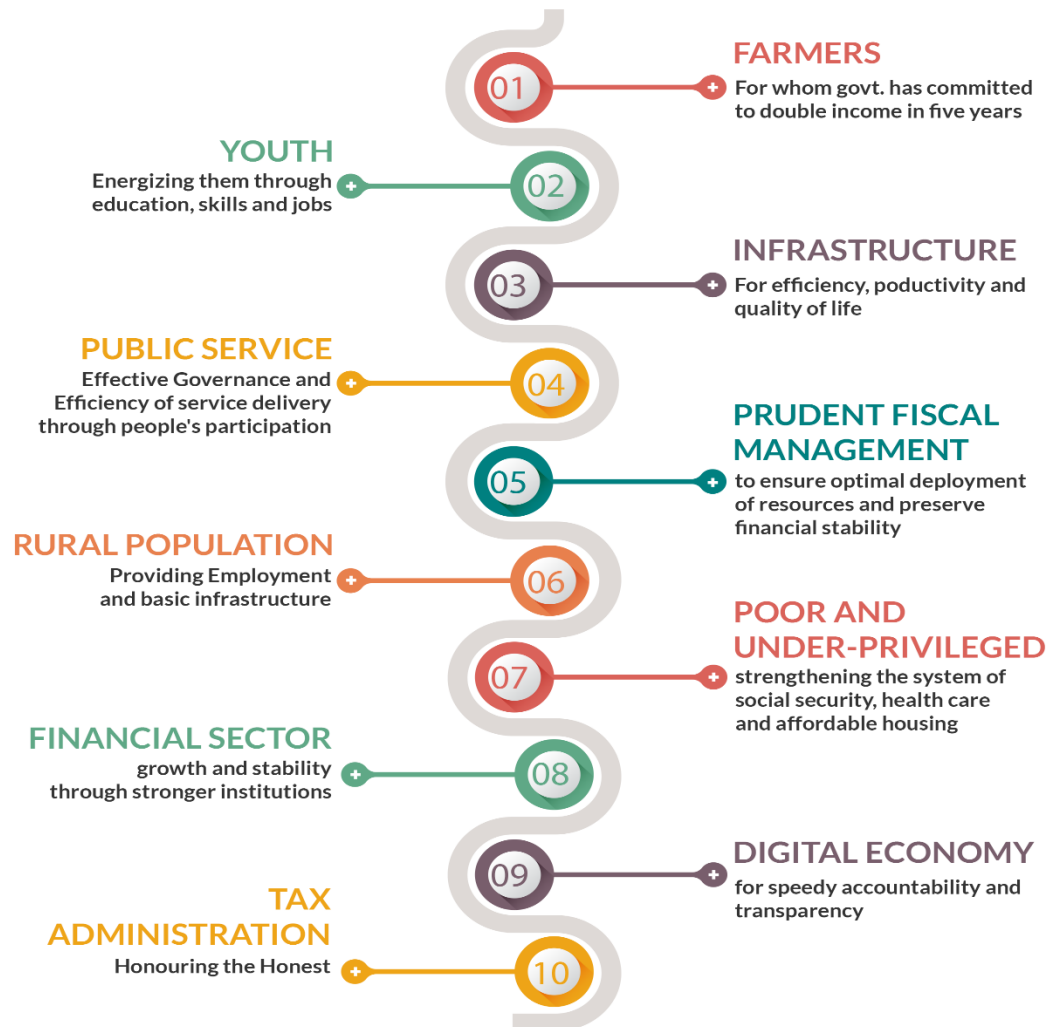 01
FARMERS
For whom govt. has committed
to double income in five years
YOUTH
Energizing them through
education, skills and jobs
02
03
INFRASTRUCTURE
For efficiency, poductivity and
quality of life
PUBLIC SERVICE
Effective Governance and
Efficiency of service delivery
through people's participation
04
05
PRUDENT FISCAL
MANAGEMENT
to ensure optimal deployment
of resources and preserve
financial stability
RURAL POPULATION
Providing Employment
and basic infrastructure
06
07
POOR AND
UNDER-PRIVILEGED
strengthening the system of
social security, health care
and affordable housing
FINANCIAL SECTOR
growth and stability
through stronger institutions
08
09
DIGITAL ECONOMY
for speedy accountability and
transparency
TAX
ADMINISTRATION
Honouring the Honest
10